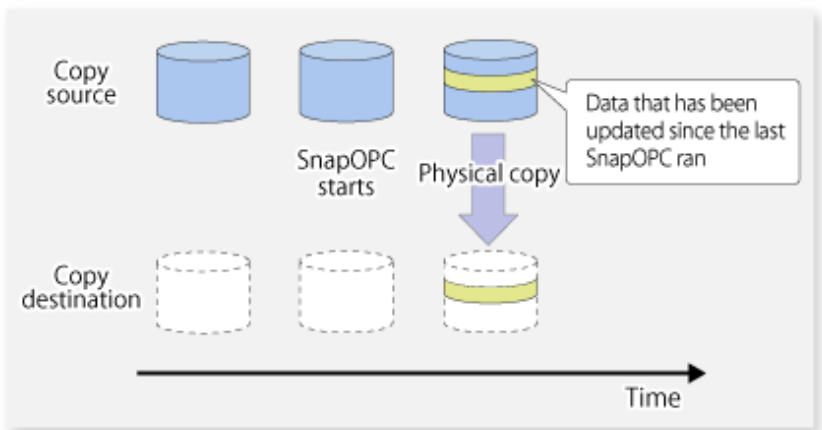 Copy
source
SnapOPC
starts
Physical copy
Data that has been
updated since the last
SnapOPC ran
Copy
destination
Time